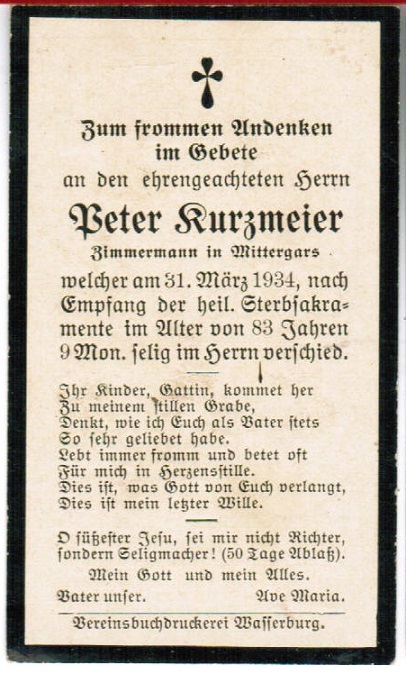 Zum frommen Andenken
im Gebete
an den ehrengeachteten Herrn
Peter Kurzmeier
Zimmermann in Mittergars
welcher am 31. März 1934, nach
Empfang der heil. Sterbsakra-
mente im Alter von 83 Jahren
9 Mon. selig im Herrn verschied.
Ihr Kinder, Gattin, kommet her
Zu meinem stillen Grabe,
Denkt, wie ich Euch als Vater stets
So sehr geliebet habe.
Lebt immer fromm und betet oft
Für mich in Herzensstille.
Dies ist, was Gott von Euch verlangt,
Dies ist mein letzter Wille.
O süßester Jesu, sei mir nicht Richter,
sondern Seligmacher! (50 Tage Ablaß).
Mein Gott und mein Alles.
Vater unser. Ave Maria.
Vereinsbuchdruckerei Wasserburg.